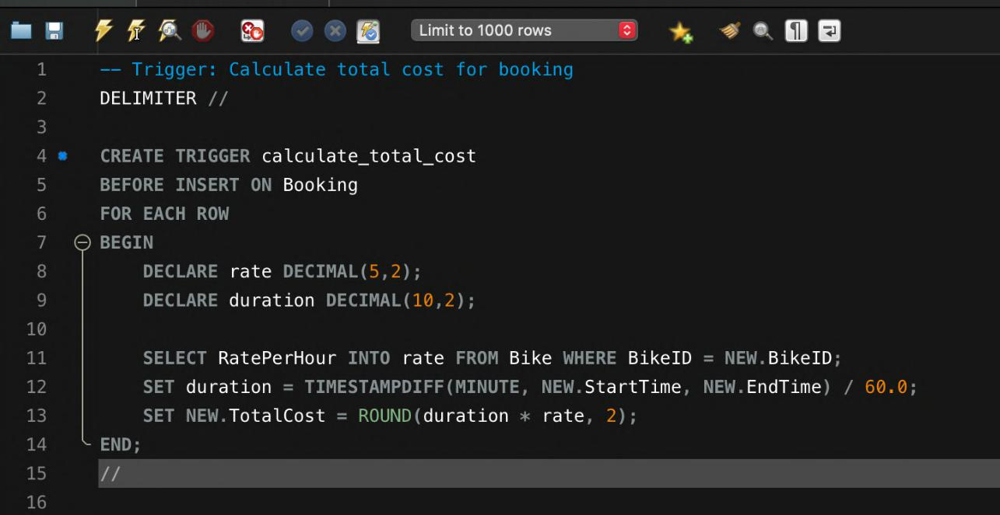 Limit to 1000 rows
1 -- Trigger: Calculate total cost for booking
2 DELIMITER //
3
4 CREATE TRIGGER calculate_total_cost
5 BEFORE INSERT ON Booking
6 FOR EACH ROW
7 BEGIN
8 DECLARE rate DECIMAL(5,2);
9 DECLARE duration DECIMAL(10,2);
10
11 SELECT RatePerHour INTO rate FROM Bike WHERE BikeID = NEW.BikeID;
12 SET duration = TIMESTAMPDIFF(MINUTE, NEW.StartTime, NEW.EndTime) / 60.0;
13 SET NEW.TotalCost = ROUND(duration * rate, 2);
14 END;
15 //
16